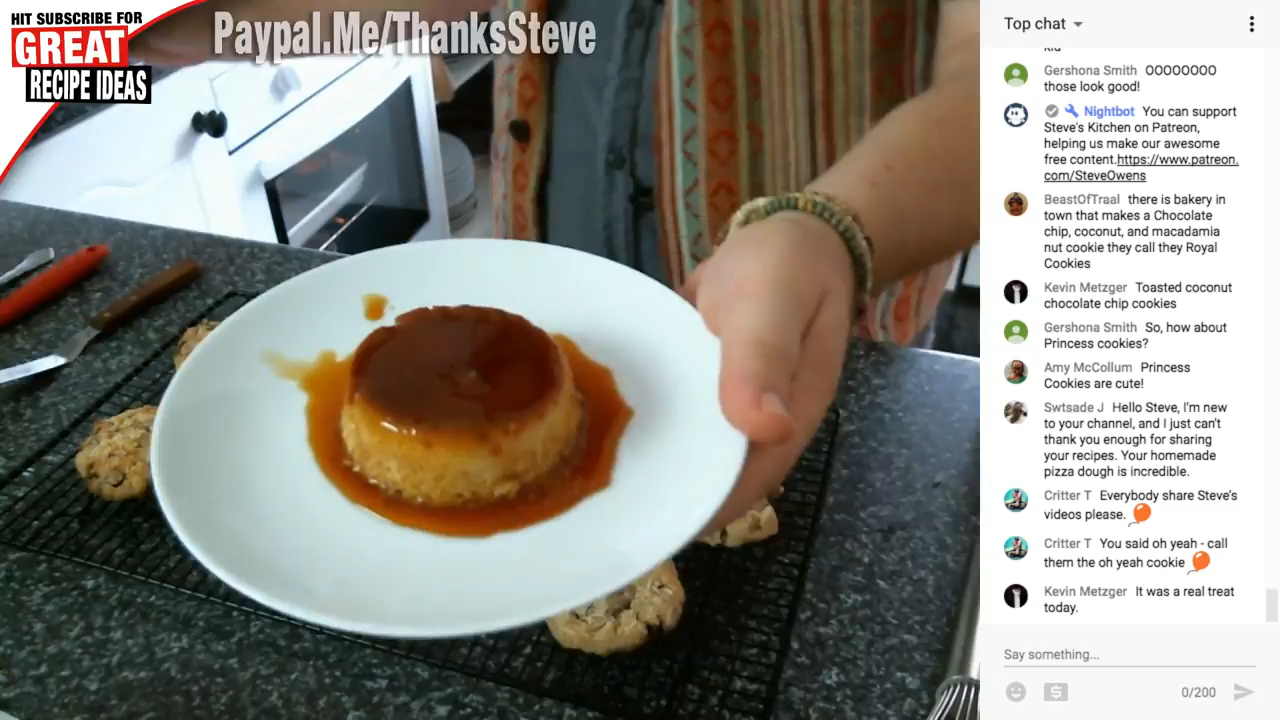 HIT SUBSCRIBE FOR
GREAT
RECIPE IDEAS
Paypal.Me/ThanksSteve
Top chat
Gershona Smith OOOOOOOO
those look good!
Nightbot You can support
Steve's Kitchen on Patreon,
helping us make our awesome
free content.https://www.patreon.
com/SteveOwens
BeastOfTraal there is bakery in
town that makes a Chocolate
chip, coconut, and macadamia
nut cookie they call they Royal
Cookies
Kevin Metzger Toasted coconut
chocolate chip cookies
Gershona Smith So, how about
Princess cookies?
Amy McCollum Princess
Cookies are cute!
Swtsade J Hello Steve, I'm new
to your channel, and I just can't
thank you enough for sharing
your recipes. Your homemade
pizza dough is incredible.
Critter T Everybody share Steve's
videos please.
Critter T You said oh yeah - call
them the oh yeah cookie
Kevin Metzger It was a real treat
today.
Say something...
0/200